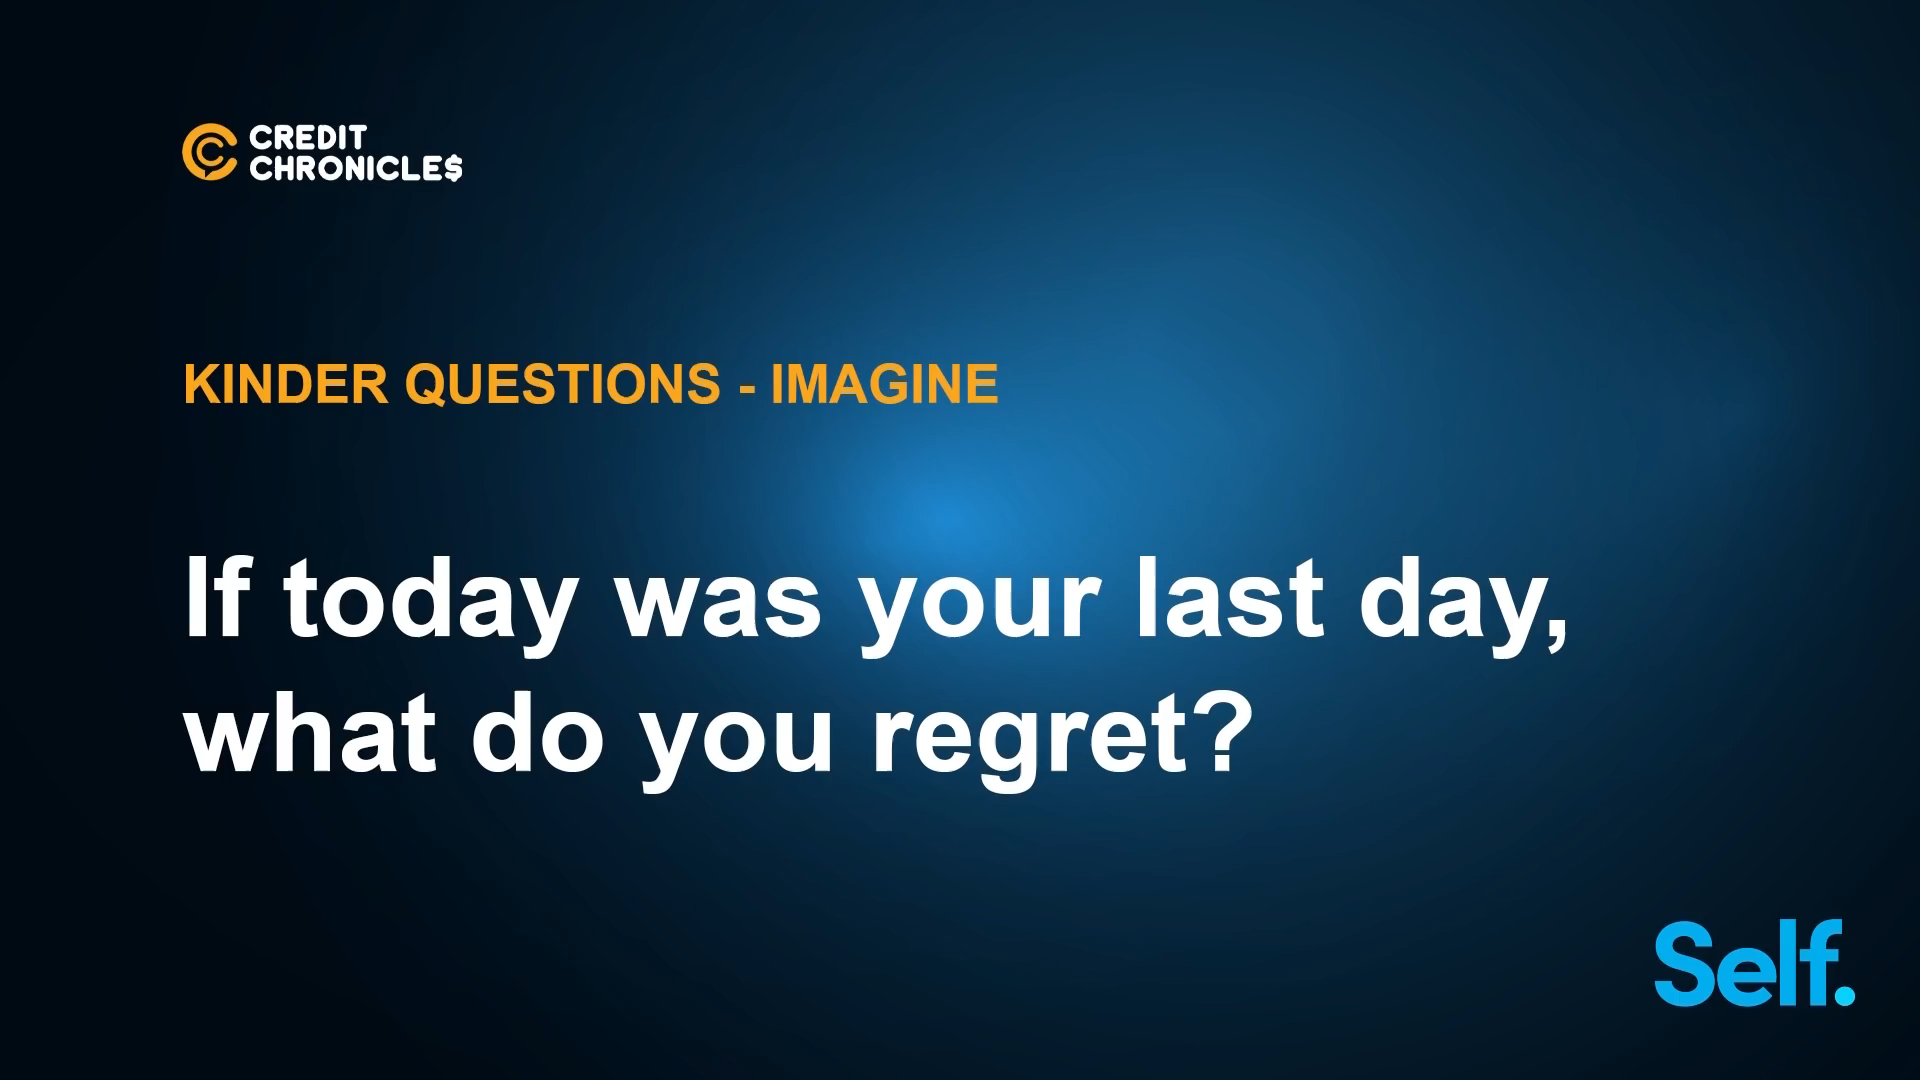 CREDIT
CHRONICLE$
KINDER QUESTIONS - IMAGINE
If today was your last day,
what do you regret?
Self.